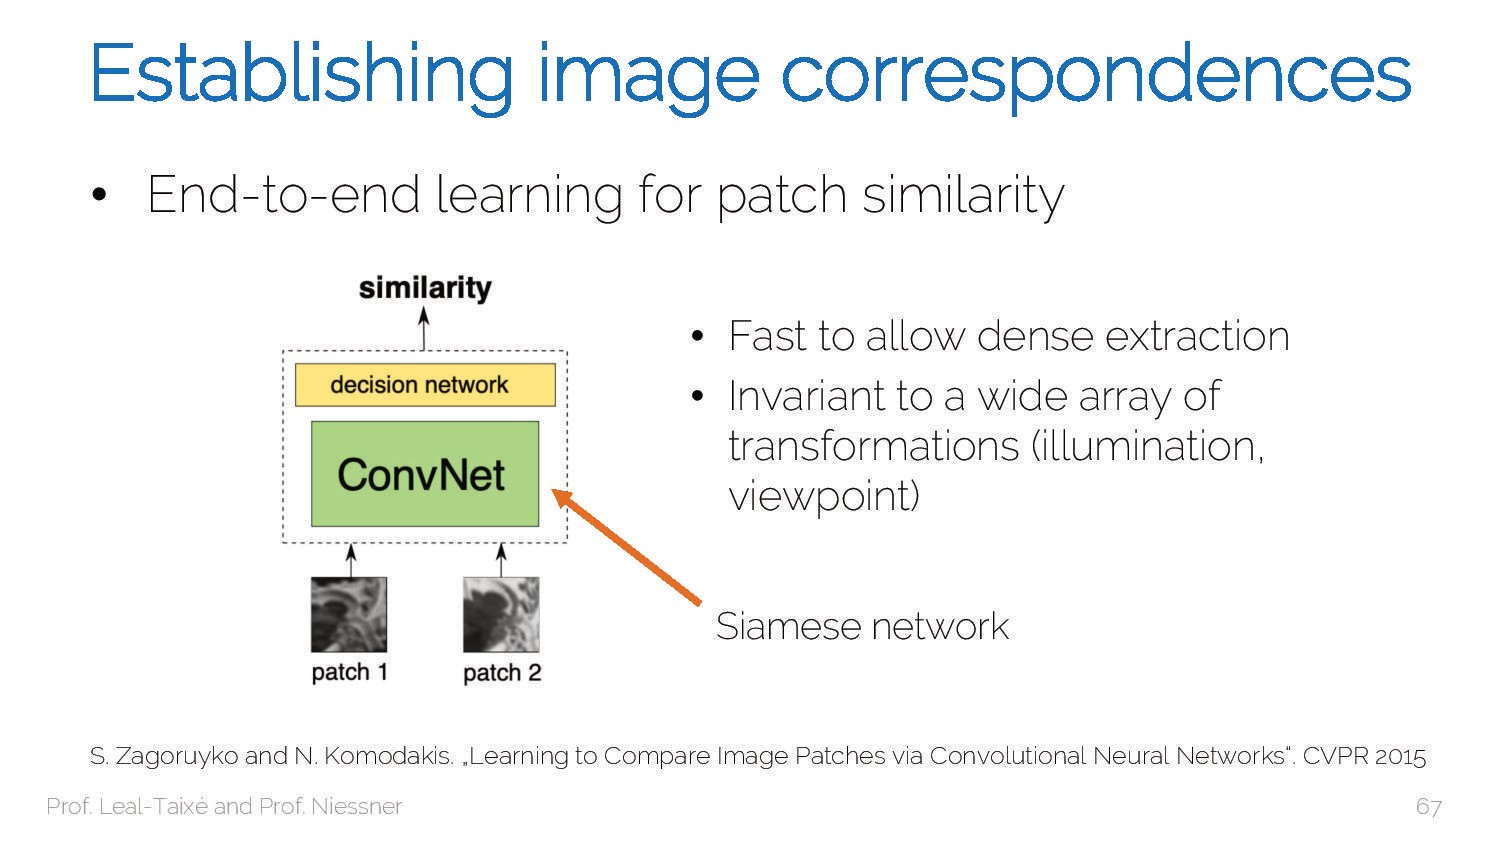 Establishing image correspondences
• End-to-end learning for patch similarity
similarity
decision network
ConvNet
patch 1
patch 2
• Fast to allow dense extraction
• Invariant to a wide array of
transformations (illumination,
viewpoint)
Siamese network
S. Zagoruyko and N. Komodakis. „Learning to Compare Image Patches via Convolutional Neural Networks“. CVPR 2015
Prof. Leal-Taixé and Prof. Niessner
67